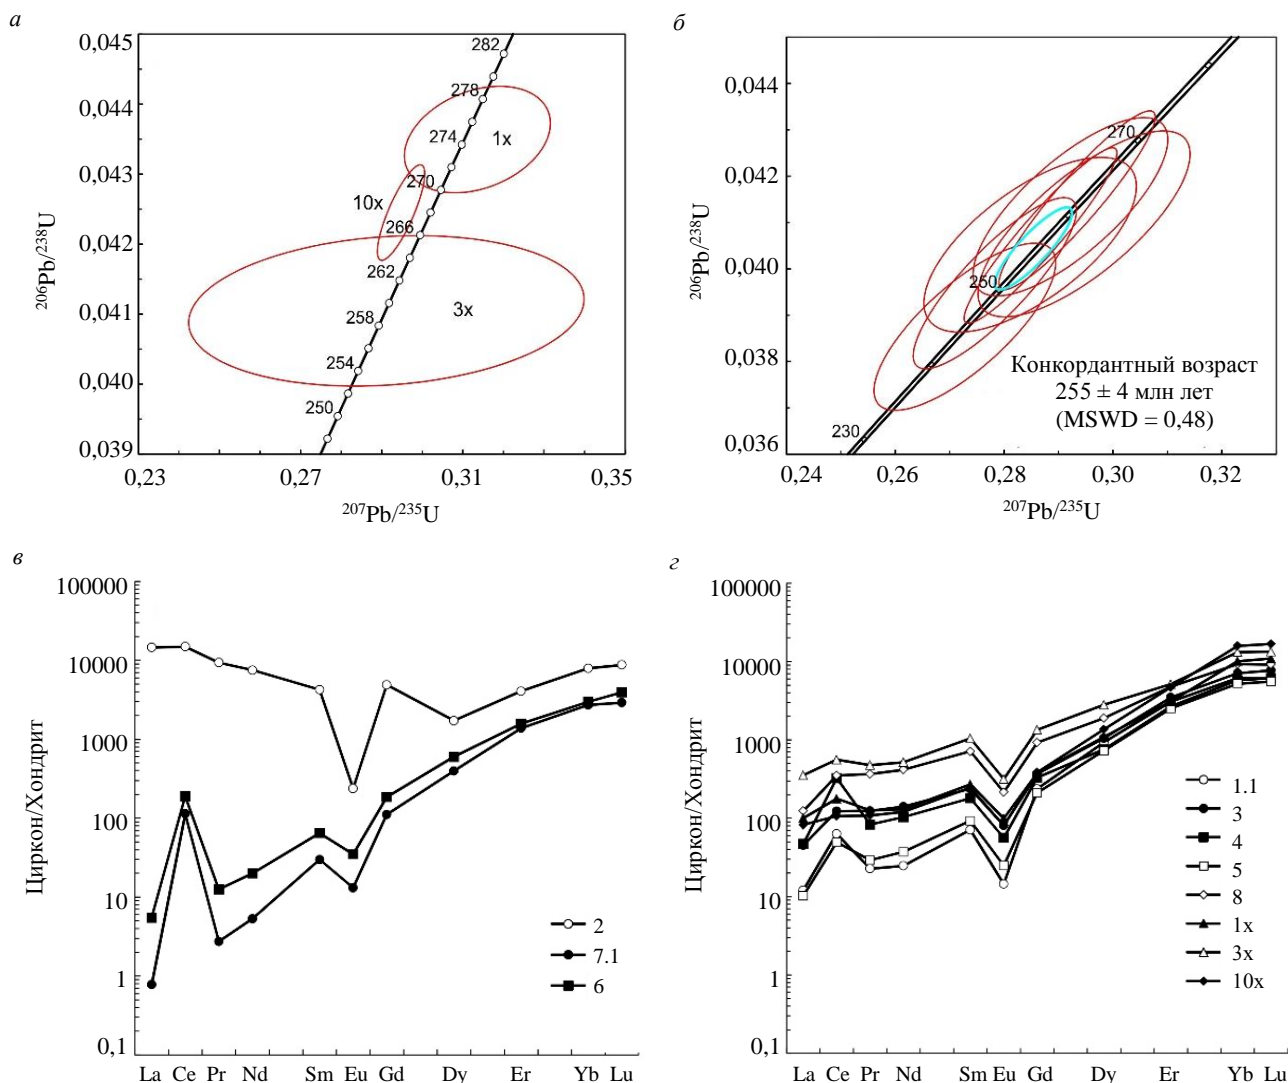 а
0,045
0,044
0,043
0,042
0,041
0,040
0,039
206Pb/238U
282
278
274
270
266
262
258
254
250
1x
10x
3x
0,23 0,27 0,31 0,35
207Pb/235U
б
0,044
0,042
0,040
0,038
0,036
206Pb/238U
270
250
230
Конкордантный возраст
255 ± 4 млн лет
(MSWD = 0,48)
0,24 0,26 0,28 0,30 0,32
207Pb/235U
в
100000
10000
1000
100
10
1
0,1
Циркон/Хондрит
2
7.1
6
La Ce Pr Nd Sm Eu Gd Dy Er Yb Lu
г
100000
10000
1000
100
10
1
0,1
Циркон/Хондрит
1.1
3
4
5
8
1x
3x
10x
La Ce Pr Nd Sm Eu Gd Dy Er Yb Lu